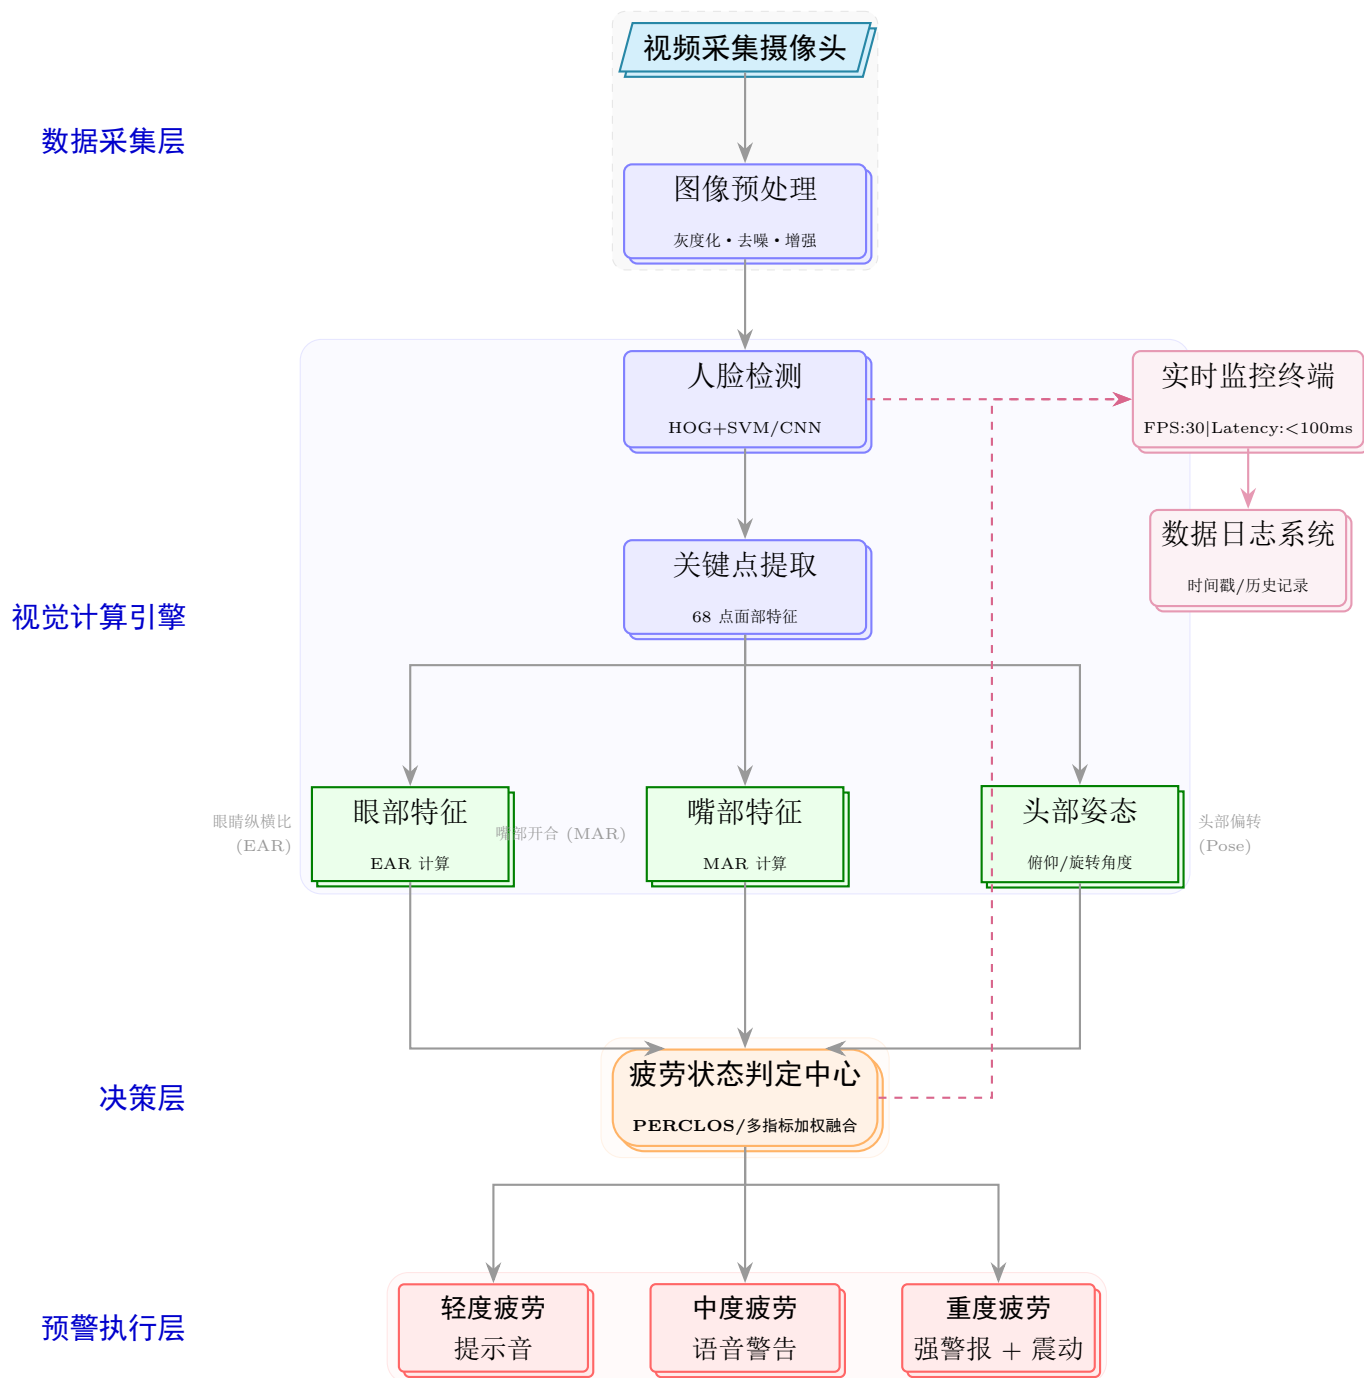 视频采集摄像头
数据采集层
图像预处理
灰度化•去噪•增强
人脸检测
HOG+SVM/CNN
实时监控终端
FPS:30|Latency:<100ms
关键点提取
68 点面部特征
数据日志系统
时间戳/历史记录
视觉计算引擎
眼睛纵横比
(EAR)
眼部特征
EAR 计算
嘴部开合 (MAR)
嘴部特征
MAR 计算
头部姿态
俯仰/旋转角度
头部偏转
(Pose)
决策层
疲劳状态判定中心
PERCLOS/多指标加权融合
预警执行层
轻度疲劳
提示音
中度疲劳
语音警告
重度疲劳
强警报 + 震动